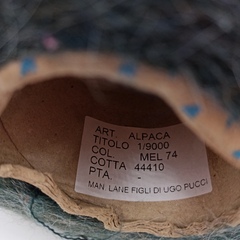 ART. ALPACA
TITOLO 1/9000
COL. MEL 74
COTTA 44410
PTA. -
MAN. LANE FIGLI DI UGO PUCCI